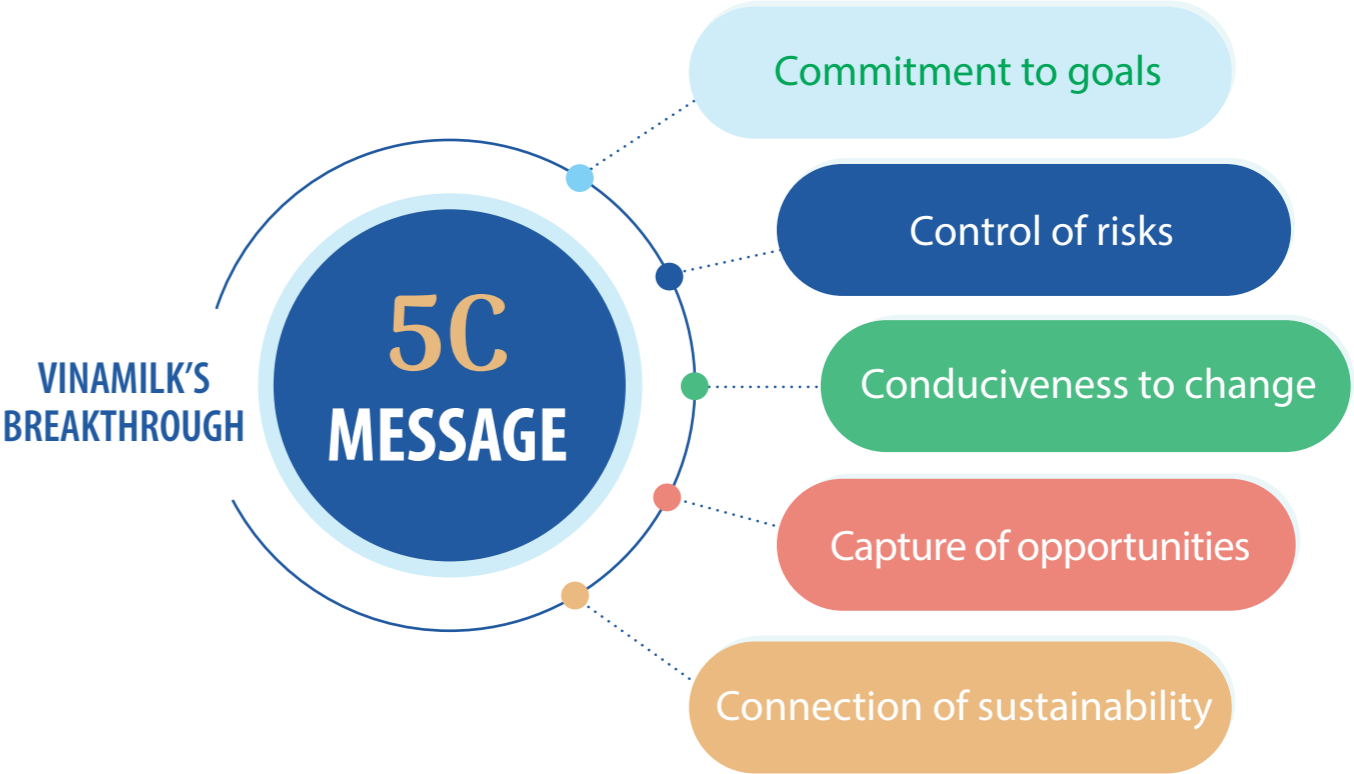 VINAMILK'S
BREAKTHROUGH
5C
MESSAGE
Commitment to goals
Control of risks
Conduciveness to change
Capture of opportunities
Connection of sustainability